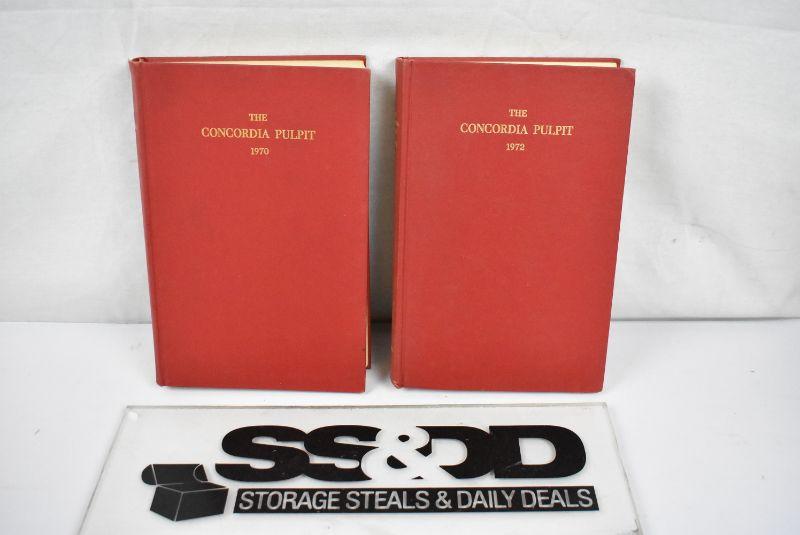 THE
CONCORDIA PULPIT
1970
THE
CONCORDIA PULPIT
1972
SS&DD
STORAGE STEALS & DAILY DEALS